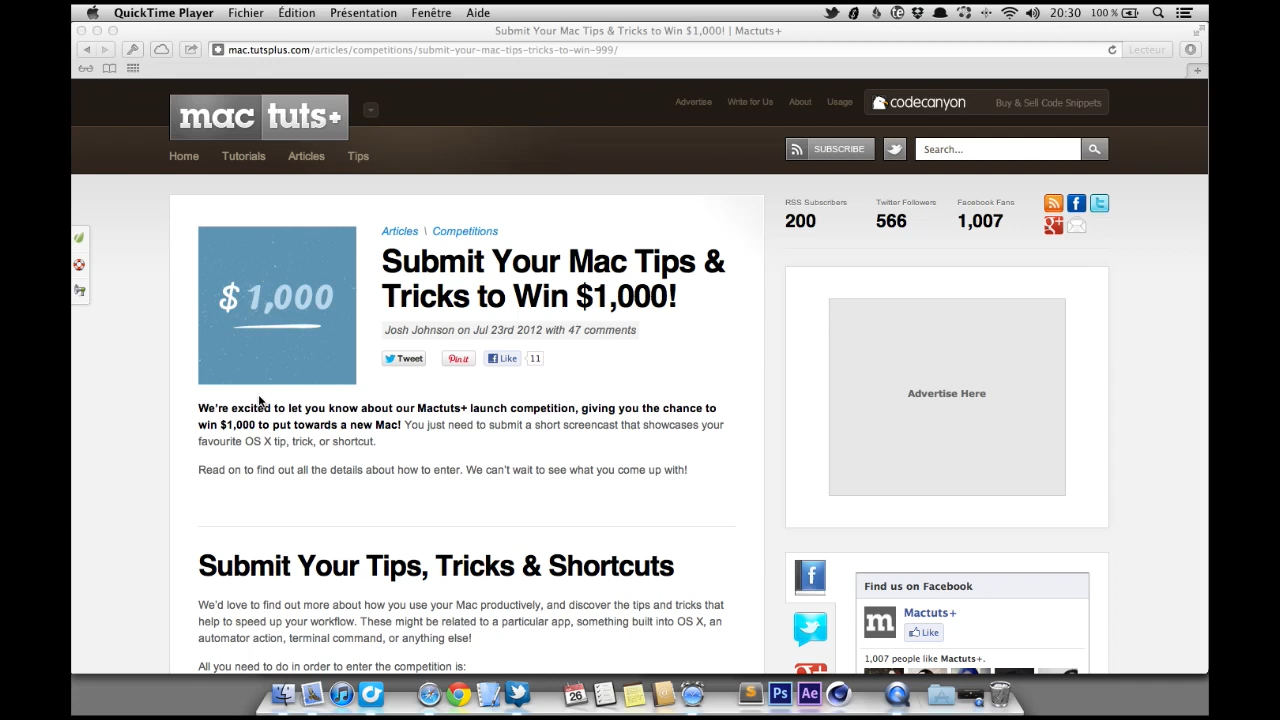 QuickTime Player Fichier Édition Présentation Fenêtre Aide 20:30 100 %
Submit Your Mac Tips & Tricks to Win $1,000! | Mactuts+
mac.tutsplus.com/articles/competitions/submit-your-mac-tips-tricks-to-win-999/ Lecteur
mac tuts+
Advertise Write for Us About Usage codecanyon Buy & Sell Code Snippets
Home Tutorials Articles Tips
SUBSCRIBE Search...
$ 1,000
Articles \ Competitions
Submit Your Mac Tips &
Tricks to Win $1,000!
Josh Johnson on Jul 23rd 2012 with 47 comments
Tweet Pin it Like 11
We're excited to let you know about our Mactuts+ launch competition, giving you the chance to
win $1,000 to put towards a new Mac! You just need to submit a short screencast that showcases your
favourite OS X tip, trick, or shortcut.
Read on to find out all the details about how to enter. We can't wait to see what you come up with!
Submit Your Tips, Tricks & Shortcuts
We'd love to find out more about how you use your Mac productively, and discover the tips and tricks that
help to speed up your workflow. These might be related to a particular app, something built into OS X, an
automator action, terminal command, or anything else!
All you need to do in order to enter the competition is:
RSS Subscribers Twitter Followers Facebook Fans
200 566 1,007
Advertise Here
Find us on Facebook
m Mactuts+
Like
1,007 people like Mactuts+.
26
Ps Ae